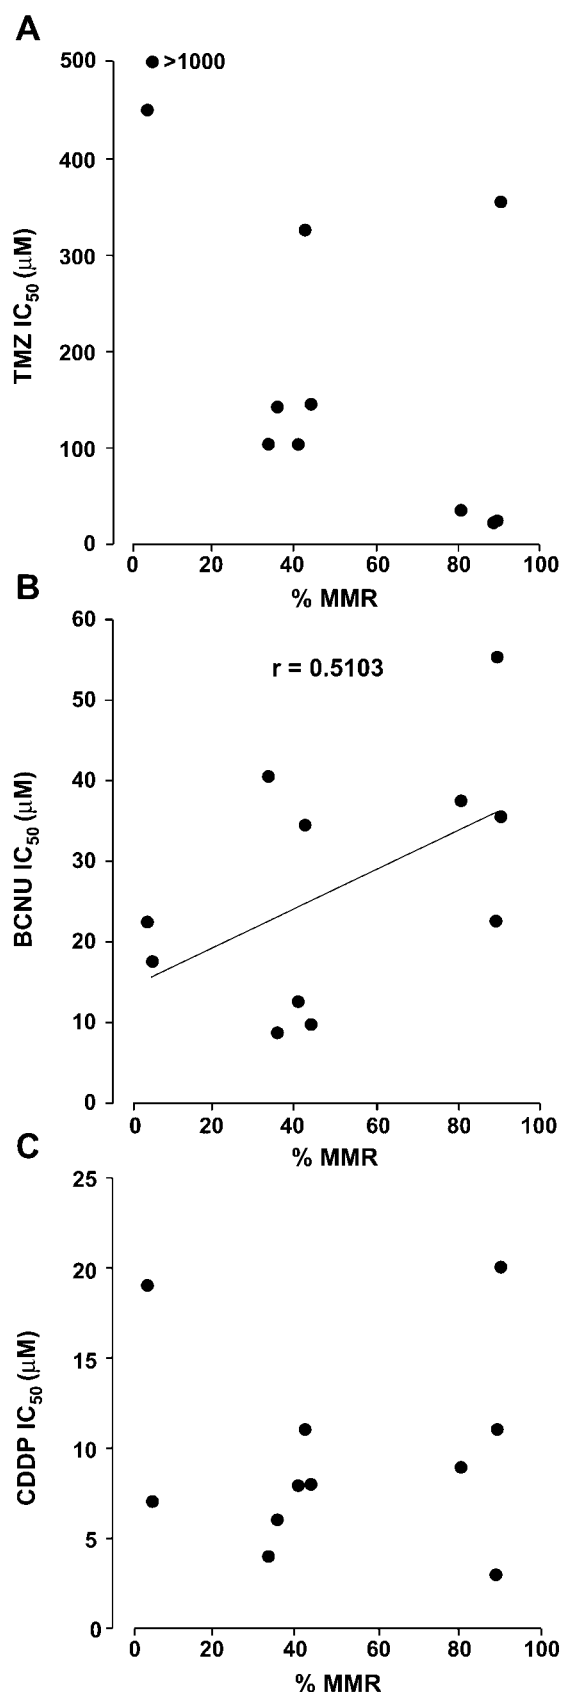 A
500
>1000
400
300
200
100
0
TMZ IC50 (μM)
0 20 40 60 80 100
% MMR
B
60
r = 0.5103
50
40
30
20
10
0
BCNU IC50 (μM)
0 20 40 60 80 100
% MMR
C
25
20
15
10
5
0
CDDP IC50 (μM)
0 20 40 60 80 100
% MMR